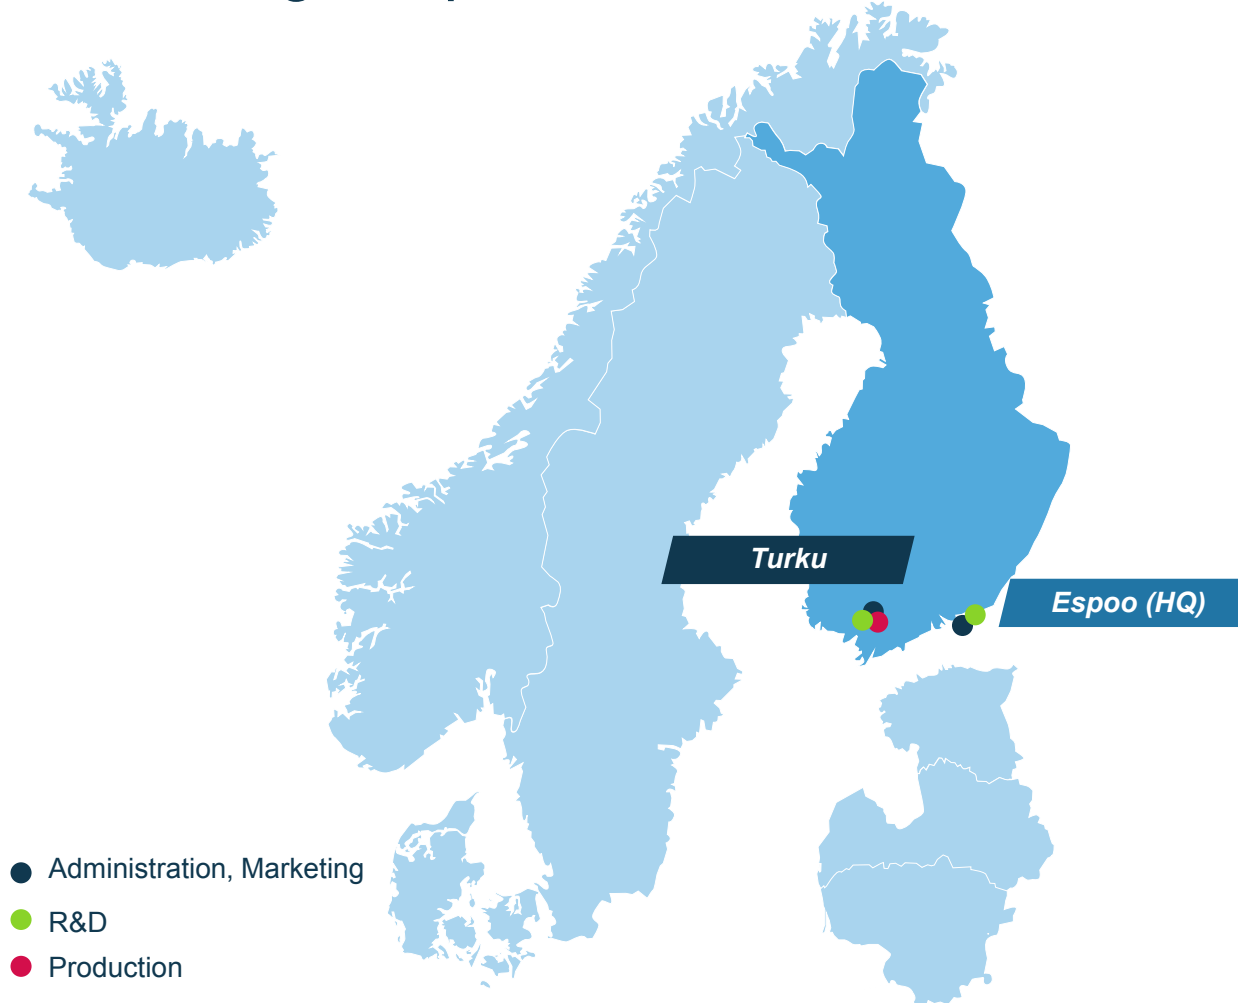 Turku
Espoo (HQ)
Administration, Marketing
R&D
Production